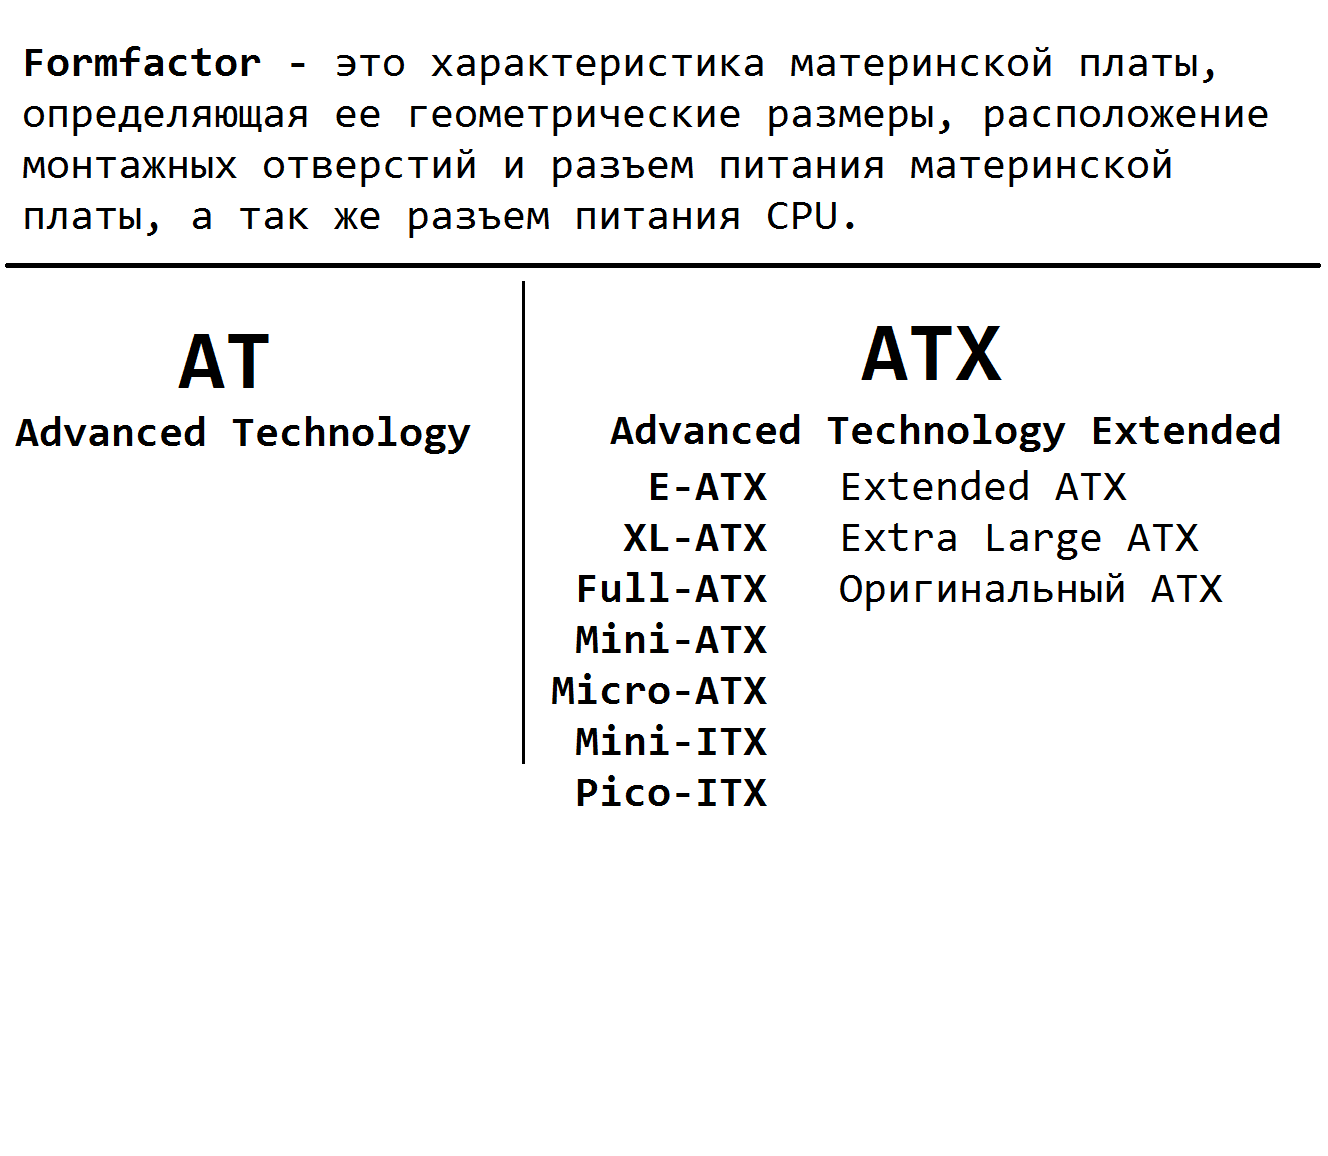 Formfactor - это характеристика материнской платы,
определяющая ее геометрические размеры, расположение
монтажных отверстий и разъем питания материнской
платы, а так же разъем питания CPU.
AT
Advanced Technology
ATX
Advanced Technology Extended
E-ATX Extended ATX
XL-ATX Extra Large ATX
Full-ATX Оригинальный ATX
Mini-ATX
Micro-ATX
Mini-ITX
Pico-ITX